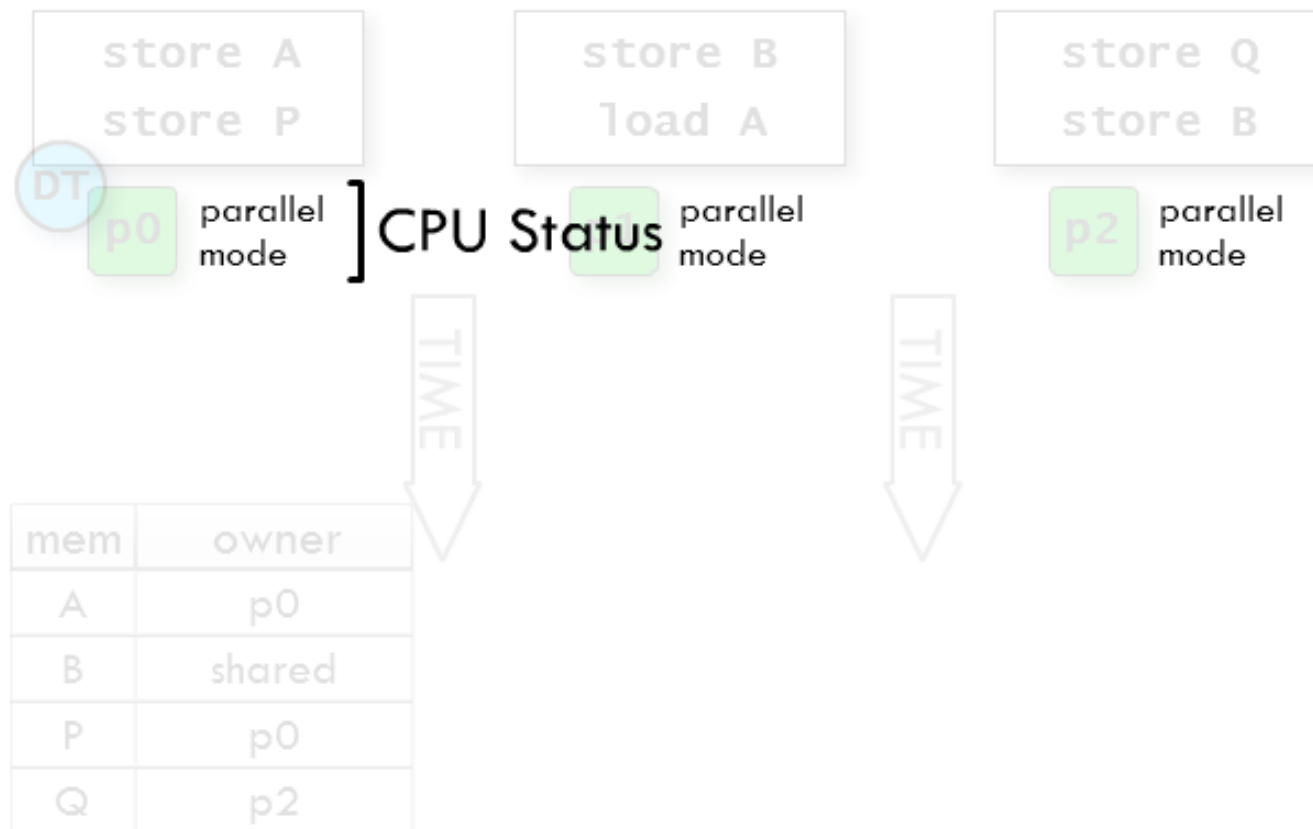 store A
store P
store B
load A
store Q
store B
DT
p0
parallel
mode
CPU Status
p1
parallel
mode
p2
parallel
mode
TIME
TIME
mem owner
A p0
B shared
P p0
Q p2